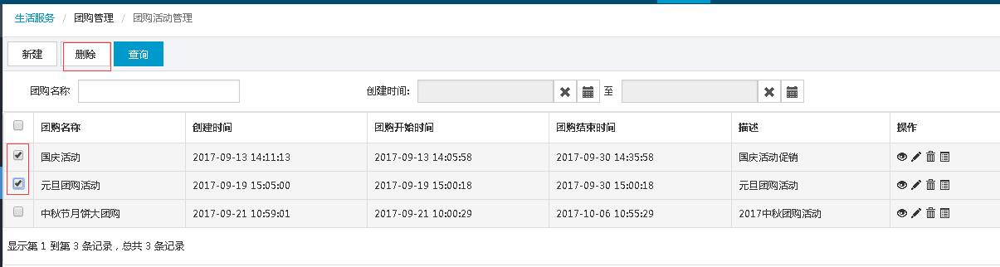 生活服务 / 团购管理 / 团购活动管理
新建 删除 查询
团购名称 创建时间: 至
团购名称 创建时间 团购开始时间 团购结束时间 描述 操作
国庆活动 2017-09-13 14:11:13 2017-09-13 14:05:58 2017-09-30 14:35:58 国庆活动促销
元旦团购活动 2017-09-19 15:05:00 2017-09-19 15:00:18 2017-09-30 15:00:18 元旦团购活动
中秋节月饼大团购 2017-09-21 10:59:01 2017-09-21 10:00:29 2017-10-06 10:55:29 2017中秋团购活动
显示第 1 到第 3 条记录，总共 3 条记录